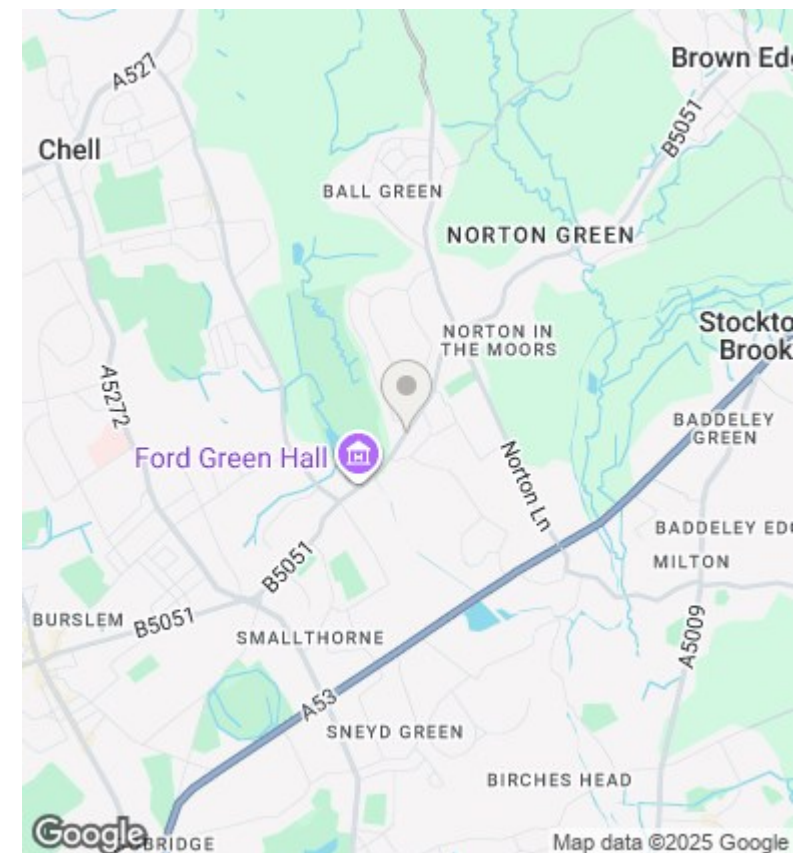 Brown Edg
A527
B5051
Chell
BALL GREEN
NORTON GREEN
NORTON IN
THE MOORS
Stockto
Brook
A5272
BADDELEY
GREEN
Ford Green Hall
Norton Ln
BADDELEY EDG
B5051
MILTON
BURSLEM
B5051
SMALLTHORNE
A5009
A53
SNEYD GREEN
BIRCHES HEAD
Google
BRIDGE
Map data ©2025 Google